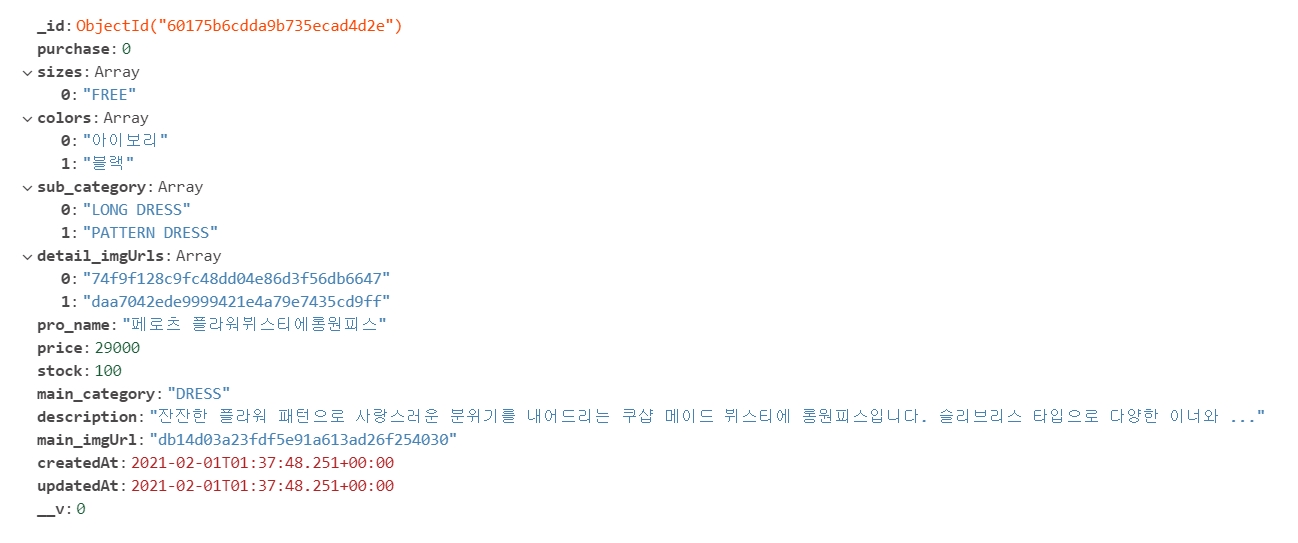 _id: ObjectId("60175b6cdda9b735ecad4d2e")
purchase: 0
sizes: Array
0: "FREE"
colors: Array
0: "아이보리"
1: "블랙"
sub_category: Array
0: "LONG DRESS"
1: "PATTERN DRESS"
detail_imgUrls: Array
0: "74f9f128c9fc48dd04e86d3f56db6647"
1: "daa7042ede9999421e4a79e7435cd9ff"
pro_name: "페로츠 플라워뷔스티에롱원피스"
price: 29000
stock: 100
main_category: "DRESS"
description: "잔잔한 플라워 패턴으로 사랑스러운 분위기를 내어드리는 쿠샵 메이드 뷔스티에 롱원피스입니다. 슬리브리스 타입으로 다양한 이너와 ..."
main_imgUrl: "db14d03a23fdf5e91a613ad26f254030"
createdAt: 2021-02-01T01:37:48.251+00:00
updatedAt: 2021-02-01T01:37:48.251+00:00
__v: 0